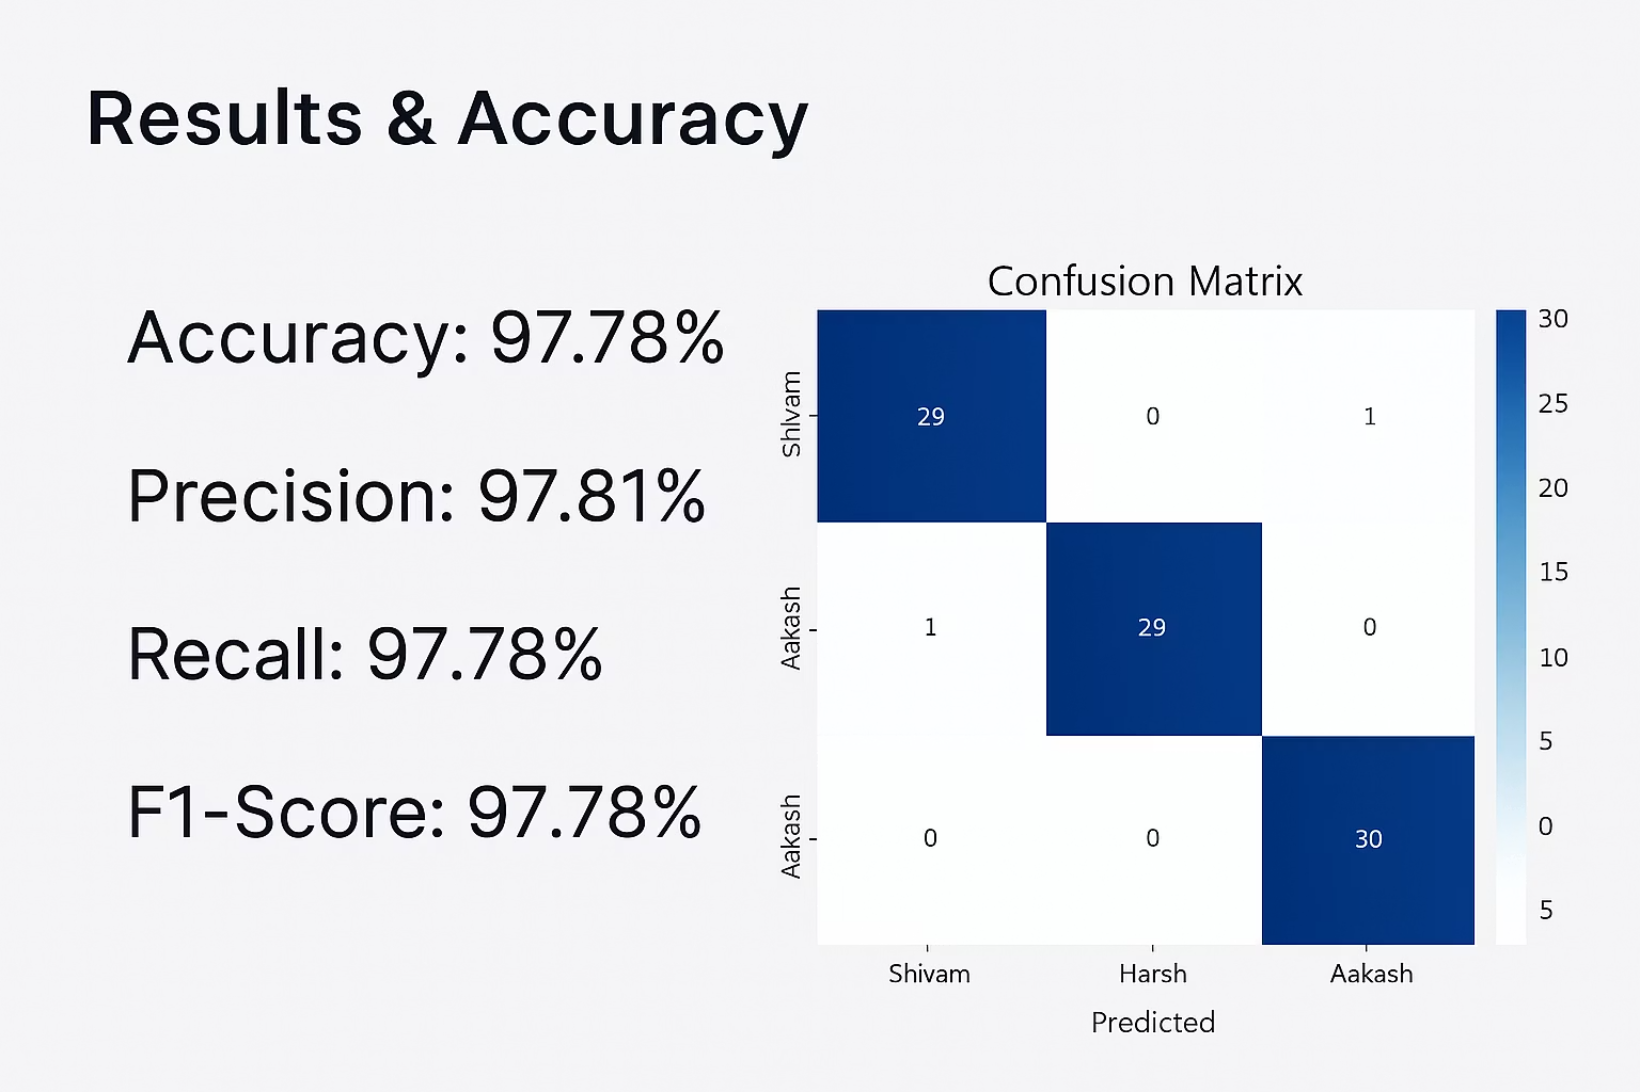 Results & Accuracy
Accuracy: 97.78%
Precision: 97.81%
Recall: 97.78%
F1-Score: 97.78%
Confusion Matrix
Shivam
29
0
1
Aakash
1
29
0
Aakash
0
0
30
Shivam
Harsh
Aakash
Predicted
30
25
20
15
10
5
0
5